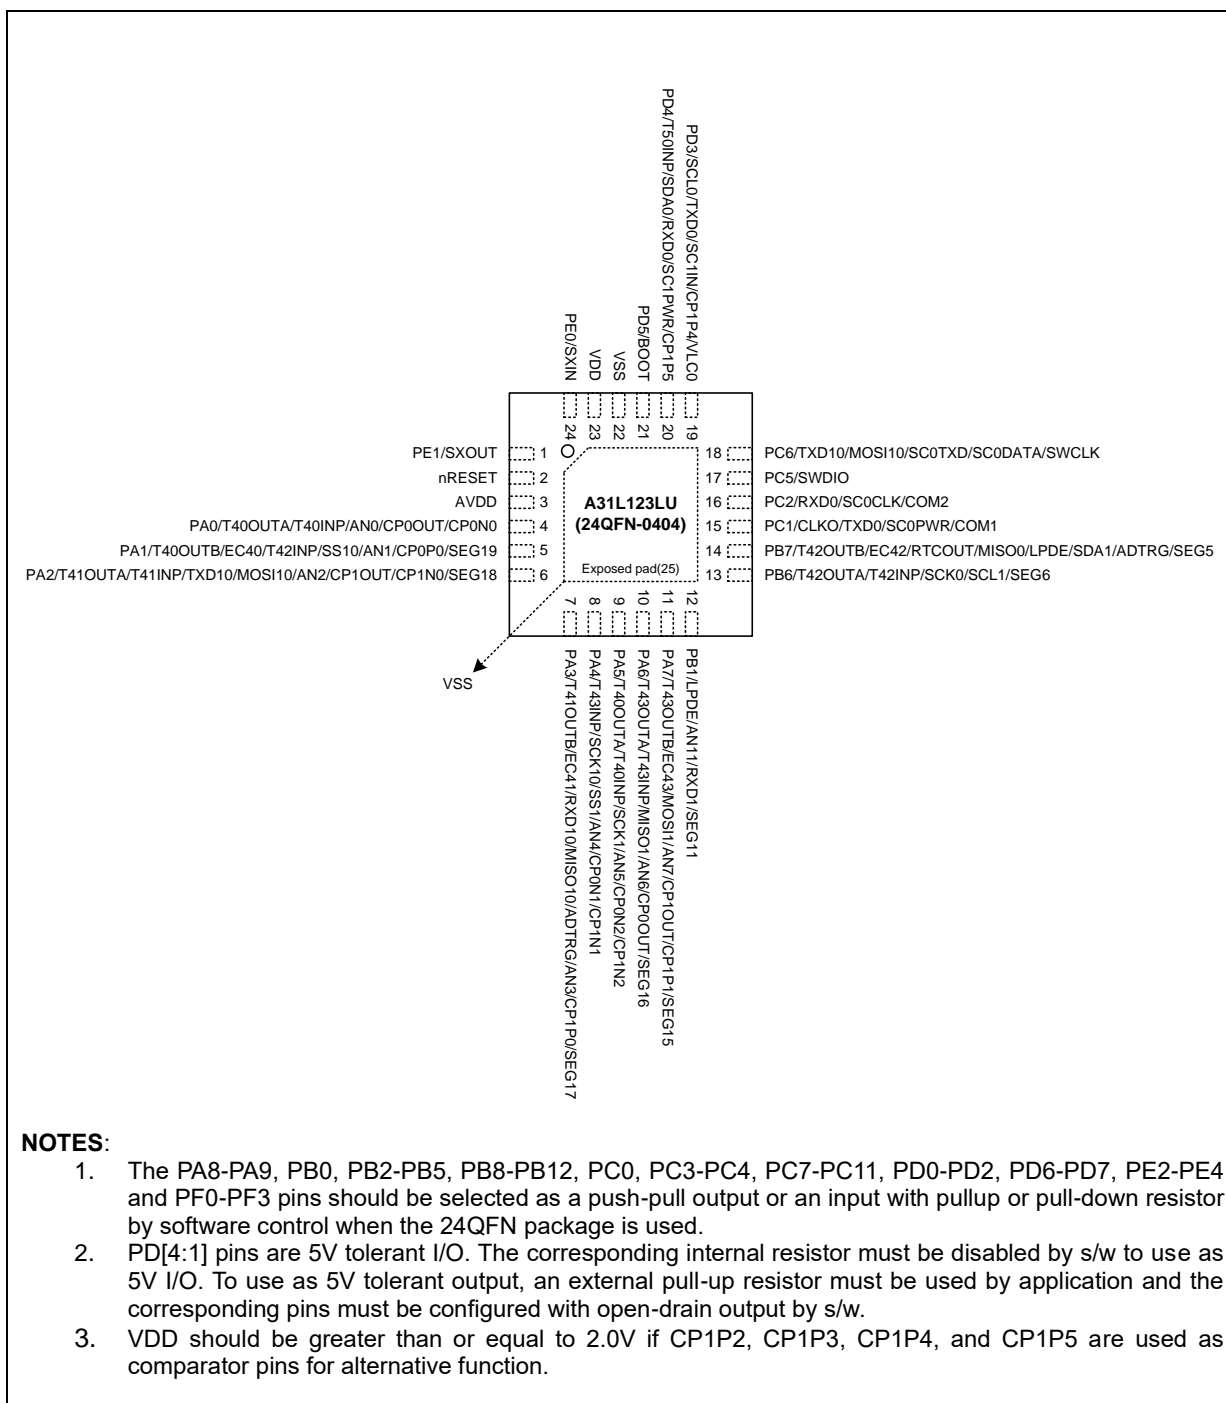 PD4/T50INP/SDA0/RXD0/SC1PWR/CP1P5
PD3/SCL0/TXD0/SC1IN/CP1P4/VLC0
PE0/SXIN
VDD
VSS
PD5/BOOT
24
23
22
21
20
19
PE1/SXOUT 1
nRESET 2
AVDD 3
PA0/T40OUTA/T40INP/AN0/CP0OUT/CP0N0 4
PA1/T40OUTB/EC40/T42INP/SS10/AN1/CP0P0/SEG19 5
PA2/T41OUTA/T41INP/TXD10/MOSI10/AN2/CP1OUT/CP1N0/SEG18 6
A31L123LU
(24QFN-0404)
Exposed pad(25)
18 PC6/TXD10/MOSI10/SC0TXD/SC0DATA/SWCLK
17 PC5/SWDIO
16 PC2/RXD0/SC0CLK/COM2
15 PC1/CLKO/TXD0/SC0PWR/COM1
14 PB7/T42OUTB/EC42/RTCOUT/MISO0/LPDE/SDA1/ADTRG/SEG5
13 PB6/T42OUTA/T42INP/SCK0/SCL1/SEG6
7
8
9
10
11
12
VSS
PA3/T41OUTB/EC41/RXD10/MISO10/ADTRG/AN3/CP1P0/SEG17
PA4/T43INP/SCK10/SS1/AN4/CP0N1/CP1N1
PA5/T40OUTA/T40INP/SCK1/AN5/CP0N2/CP1N2
PA6/T43OUTA/T43INP/MISO1/AN6/CP0OUT/SEG16
PA7/T43OUTB/EC43/MOSI1/AN7/CP1OUT/CP1P1/SEG15
PB1/LPDE/AN11/RXD1/SEG11
NOTES:
1. The PA8-PA9, PB0, PB2-PB5, PB8-PB12, PC0, PC3-PC4, PC7-PC11, PD0-PD2, PD6-PD7, PE2-PE4
and PF0-PF3 pins should be selected as a push-pull output or an input with pullup or pull-down resistor
by software control when the 24QFN package is used.
2. PD[4:1] pins are 5V tolerant I/O. The corresponding internal resistor must be disabled by s/w to use as
5V I/O. To use as 5V tolerant output, an external pull-up resistor must be used by application and the
corresponding pins must be configured with open-drain output by s/w.
3. VDD should be greater than or equal to 2.0V if CP1P2, CP1P3, CP1P4, and CP1P5 are used as
comparator pins for alternative function.